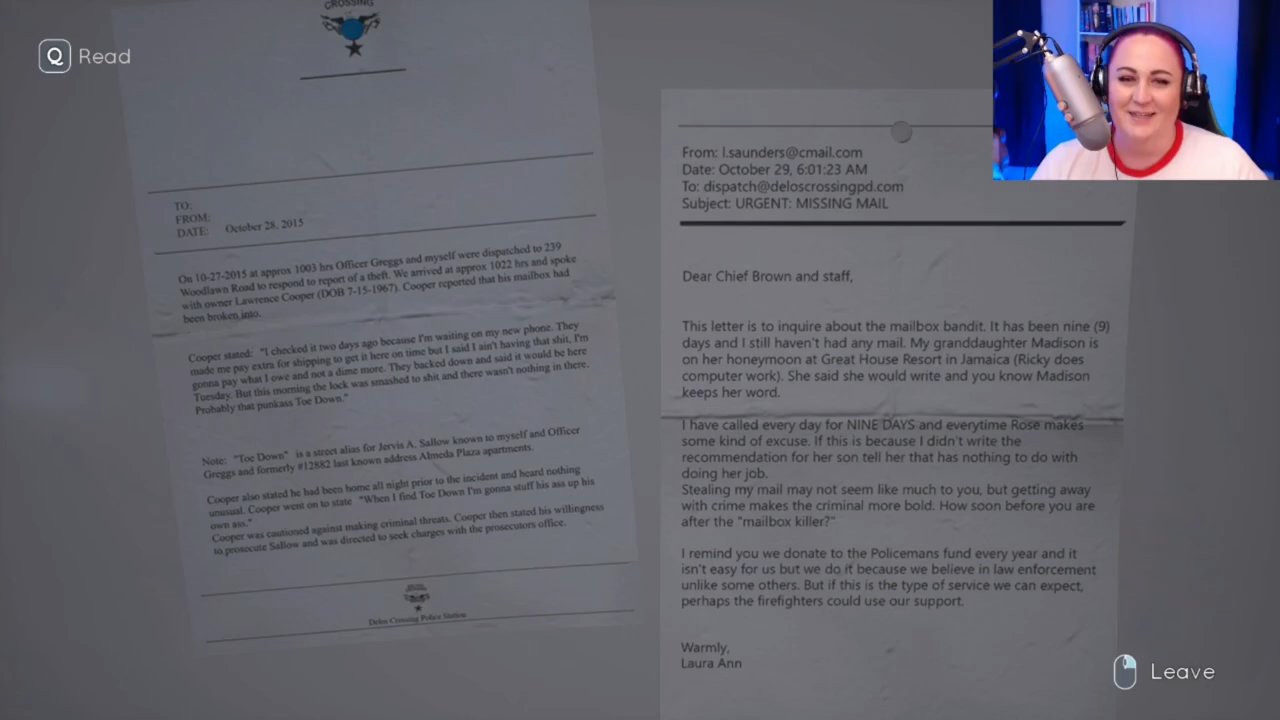 Q Read
CROSSING
TO:
FROM:
DATE: October 28, 2015
On 10-27-2015 at approx 1003 hrs Officer Greggs and myself were dispatched to 239
Woodlawn Road to respond to report of a theft. We arrived at approx 1022 hrs and spoke
with owner Lawrence Cooper (DOB 7-15-1967). Cooper reported that his mailbox had
been broken into.
Cooper stated: "I checked it two days ago because I'm waiting on my new phone. They
made me pay extra for shipping to get it here on time but I said I ain't having that shit, I'm
gonna pay what I owe and not a dime more. They backed down and said it would be here
Tuesday. But this morning the lock was smashed to shit and there wasn't nothing in there.
Probably that punkass Toe Down."
Note: "Toe Down" is a street alias for Jervis A. Sallow known to myself and Officer
Greggs and formerly #12882 last known address Almeda Plaza apartments.
Cooper also stated he had been home all night prior to the incident and heard nothing
unusual. Cooper went on to state "When I find Toe Down I'm gonna stuff his ass up his
own ass."
Cooper was cautioned against making criminal threats. Cooper then stated his willingness
to prosecute Sallow and was directed to seek charges with the prosecutors office.
Delos Crossing Police Station
From: l.saunders@cmail.com
Date: October 29, 6:01:23 AM
To: dispatch@deloscrossingpd.com
Subject: URGENT: MISSING MAIL
Dear Chief Brown and staff,
This letter is to inquire about the mailbox bandit. It has been nine (9)
days and I still haven't had any mail. My granddaughter Madison is
on her honeymoon at Great House Resort in Jamaica (Ricky does
computer work). She said she would write and you know Madison
keeps her word.
I have called every day for NINE DAYS and everytime Rose makes
some kind of excuse. If this is because I didn't write the
recommendation for her son tell her that has nothing to do with
doing her job.
Stealing my mail may not seem like much to you, but getting away
with crime makes the criminal more bold. How soon before you are
after the "mailbox killer?"
I remind you we donate to the Policemans fund every year and it
isn't easy for us but we do it because we believe in law enforcement
unlike some others. But if this is the type of service we can expect,
perhaps the firefighters could use our support.
Warmly,
Laura Ann
Leave